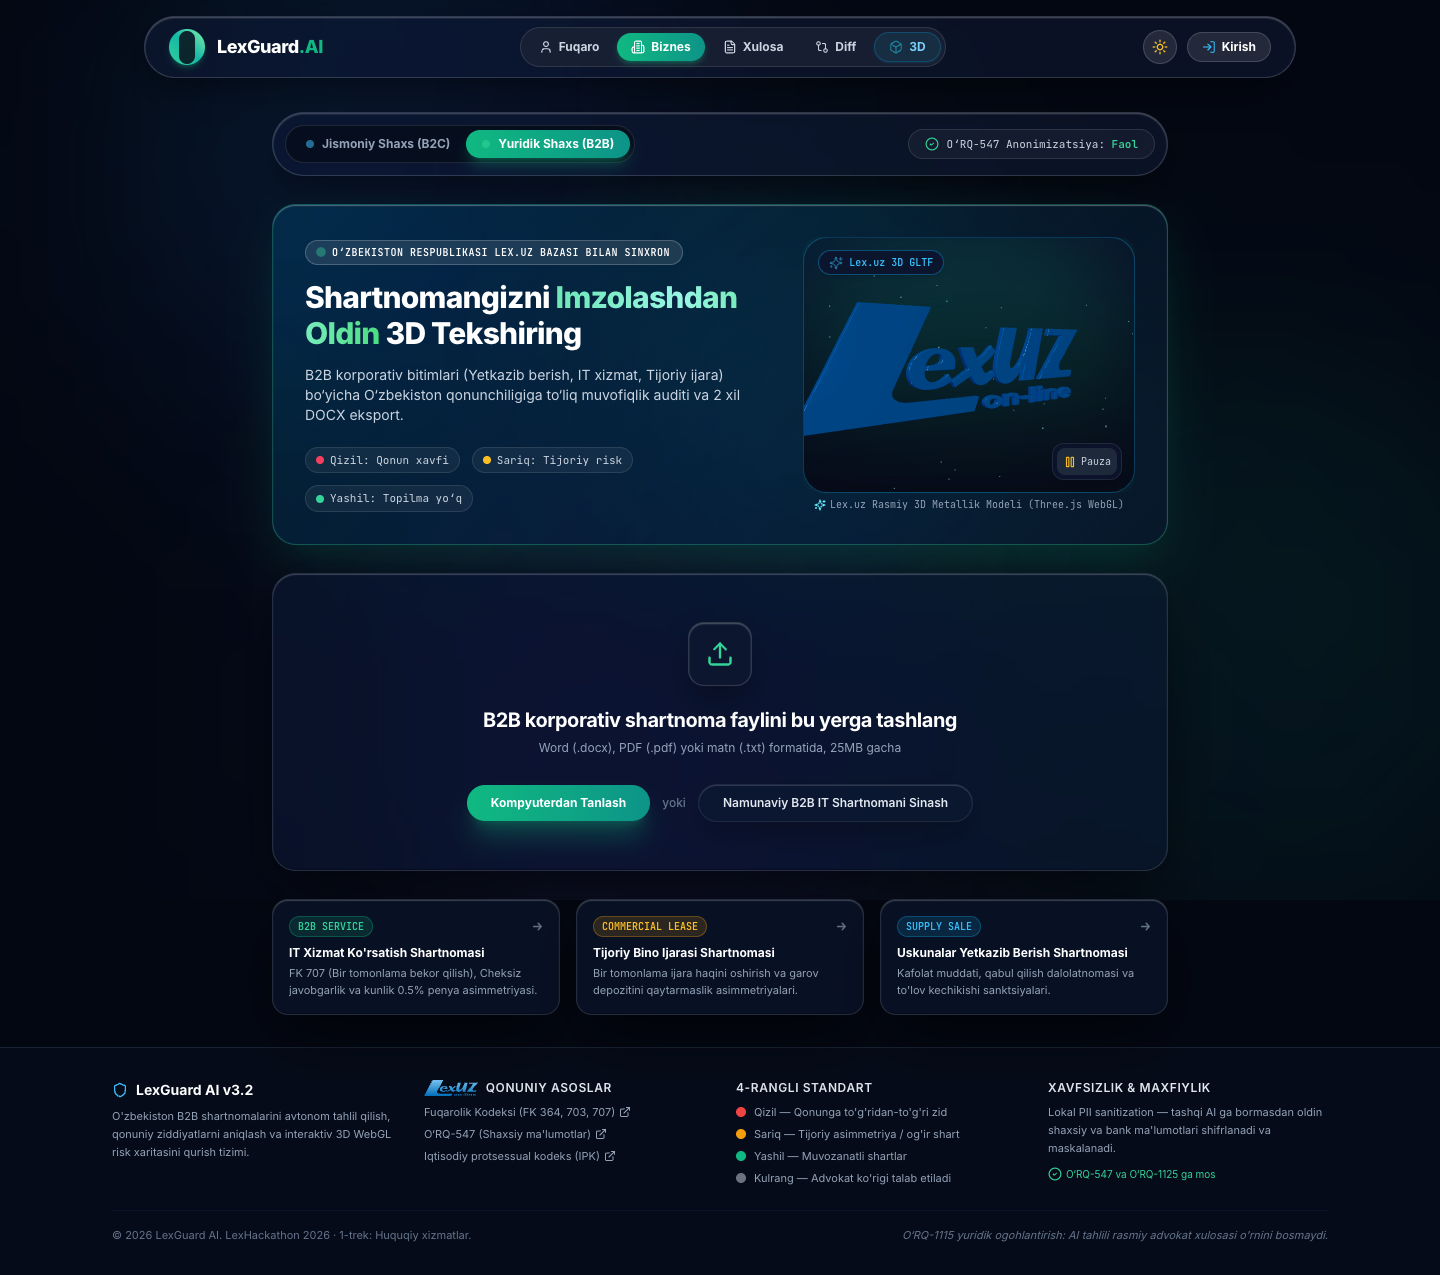 LexGuard.AI
Fuqaro
Biznes
Xulosa
Diff
3D
Kirish
Jismoniy Shaxs (B2C)
Yuridik Shaxs (B2B)
OʻRQ-547 Anonimizatsiya: Faol
OʻZBEKISTON RESPUBLIKASI LEX.UZ BAZASI BILAN SINXRON
Shartnomangizni Imzolashdan
Oldin 3D Tekshiring
B2B korporativ bitimlari (Yetkazib berish, IT xizmat, Tijoriy ijara)
boʻyicha Oʻzbekiston qonunchiligiga toʻliq muvofiqlik auditi va 2 xil
DOCX eksport.
Qizil: Qonun xavfi
Sariq: Tijoriy risk
Yashil: Topilma yoʻq
Lex.uz 3D GLTF
LexUZ
on-line
Pauza
Lex.uz Rasmiy 3D Metallik Modeli (Three.js WebGL)
B2B korporativ shartnoma faylini bu yerga tashlang
Word (.docx), PDF (.pdf) yoki matn (.txt) formatida, 25MB gacha
Kompyuterdan Tanlash
yoki
Namunaviy B2B IT Shartnomani Sinash
B2B SERVICE
IT Xizmat Ko'rsatish Shartnomasi
FK 707 (Bir tomonlama bekor qilish), Cheksiz
javobgarlik va kunlik 0.5% penya asimmetriyasi.
COMMERCIAL LEASE
Tijoriy Bino Ijarasi Shartnomasi
Bir tomonlama ijara haqini oshirish va garov
depozitini qaytarmaslik asimmetriyalari.
SUPPLY SALE
Uskunalar Yetkazib Berish Shartnomasi
Kafolat muddati, qabul qilish dalolatnomasi va
to'lov kechikishi sanktsiyalari.
LexGuard AI v3.2
O'zbekiston B2B shartnomalarini avtonom tahlil qilish,
qonuniy ziddiyatlarni aniqlash va interaktiv 3D WebGL
risk xaritasini qurish tizimi.
LexUZ QONUNIY ASOSLAR
Fuqarolik Kodeksi (FK 364, 703, 707)
O'RQ-547 (Shaxsiy ma'lumotlar)
Iqtisodiy protsessual kodeks (IPK)
4-RANGLI STANDART
Qizil — Qonunga to'g'ridan-to'g'ri zid
Sariq — Tijoriy asimmetriya / og'ir shart
Yashil — Muvozanatli shartlar
Kulrang — Advokat ko'rigi talab etiladi
XAVFSIZLIK & MAXFIYLIK
Lokal PII sanitization — tashqi AI ga bormasdan oldin
shaxsiy va bank ma'lumotlari shifrlanadi va
maskalanadi.
O'RQ-547 va O'RQ-1125 ga mos
© 2026 LexGuard AI. LexHackathon 2026 · 1-trek: Huquqiy xizmatlar.
O'RQ-1115 yuridik ogohlantirish: AI tahlili rasmiy advokat xulosasi o'rnini bosmaydi.